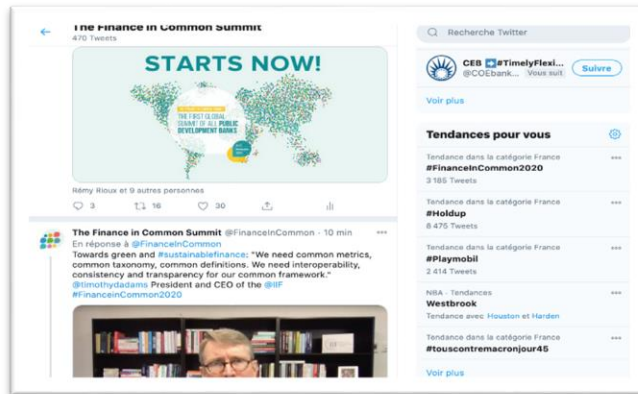 The Finance in Common Summit
470 Tweets
STARTS NOW!
THE FIRST GLOBAL
SUMMIT OF ALL PUBLIC
DEVELOPMENT BANKS
Rémy Rioux et 9 autres personnes
3 16 30
The Finance in Common Summit @FinanceInCommon · 10 min
En réponse à @FinanceInCommon
Towards green and #sustainablefinance: "We need common metrics,
common taxonomy, common definitions. We need interoperability,
consistency and transparency for our common framework."
@timothydadams President and CEO of the @IIF
#FinanceinCommon2020
Recherche Twitter
CEB #TimelyFlexi...
@COEbank... Vous suit
Suivre
Voir plus
Tendances pour vous
Tendance dans la catégorie France
#FinanceInCommon2020
3 185 Tweets
Tendance dans la catégorie France
#Holdup
8 475 Tweets
Tendance dans la catégorie France
#Playmobil
2 414 Tweets
NBA · Tendances
Westbrook
Tendance avec Houston et Harden
Tendance dans la catégorie France
#touscontremacronjour45
Voir plus